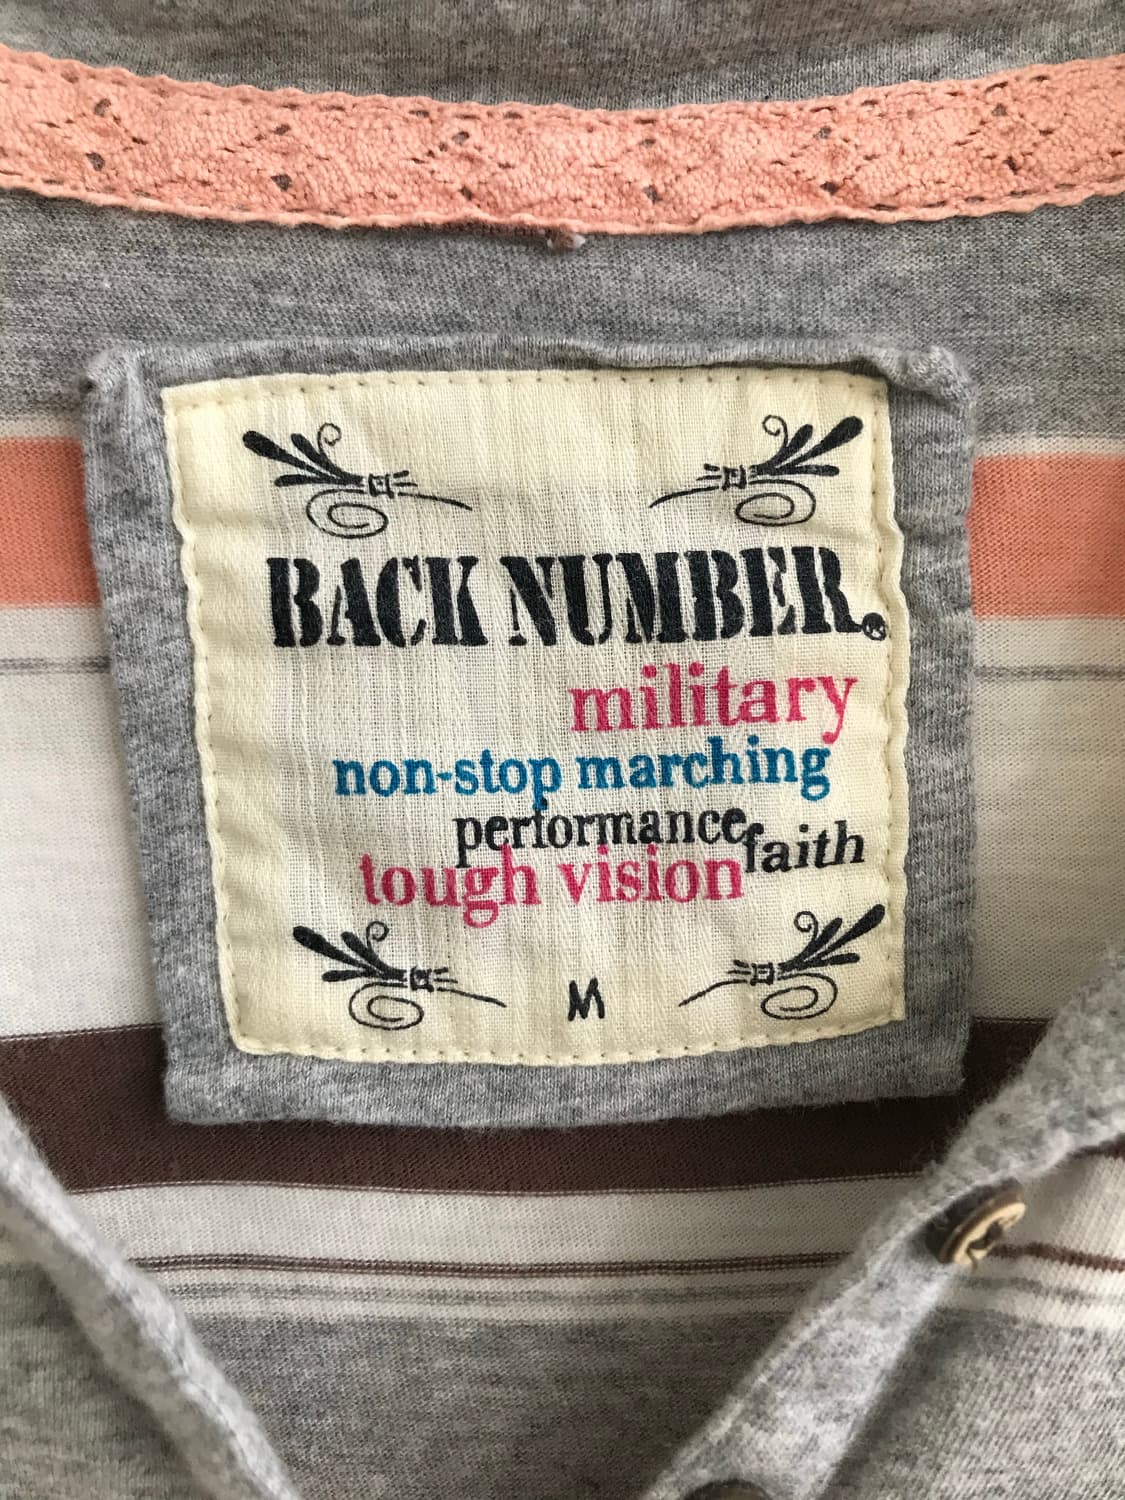 BACK NUMBER®
military
non-stop marching
performance faith
tough vision
M